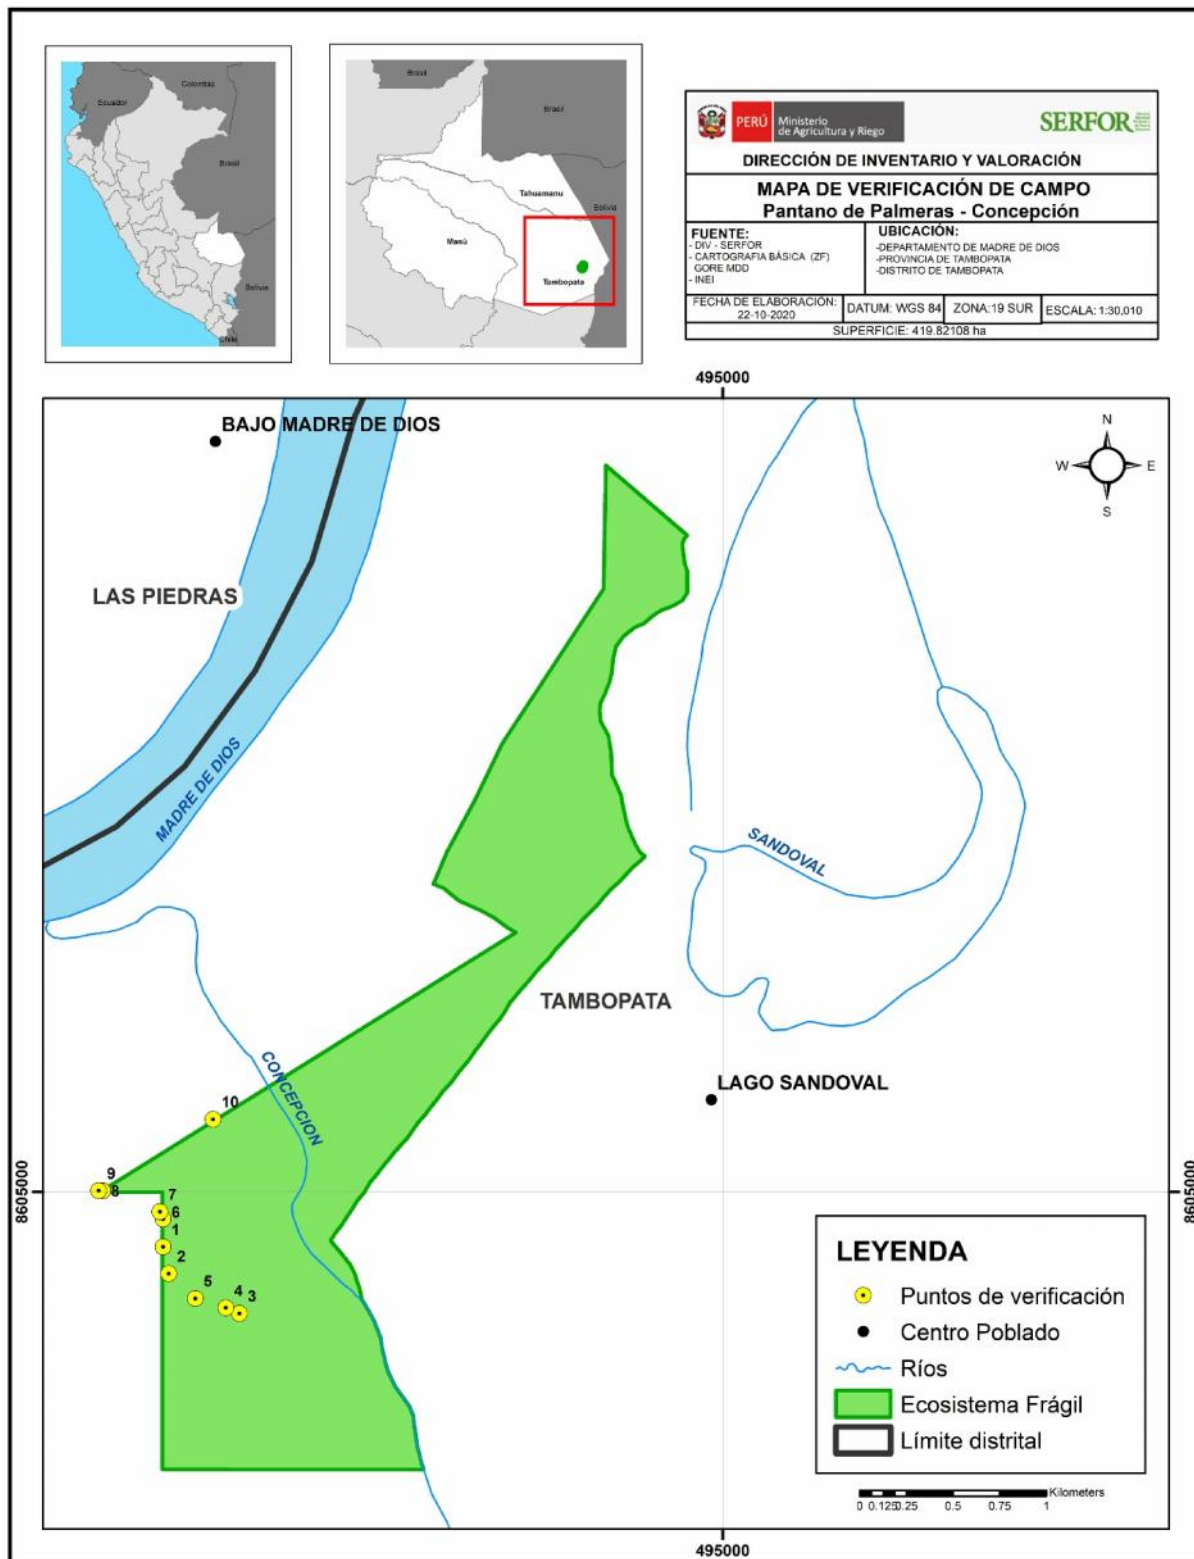 Ecuador
Colombia
Brasil
Bolivia
Chile
Brasil
Brasil
Tahuamanu
Bolivia
Manú
Tambopata
PERÚ
Ministerio
de Agricultura y Riego
SERFOR
DIRECCIÓN DE INVENTARIO Y VALORACIÓN
MAPA DE VERIFICACIÓN DE CAMPO
Pantano de Palmeras - Concepción
FUENTE:
- DIV - SERFOR
- CARTOGRAFIA BÁSICA (ZF)
GORE MDD
- INEI
UBICACIÓN:
-DEPARTAMENTO DE MADRE DE DIOS
-PROVINCIA DE TAMBOPATA
-DISTRITO DE TAMBOPATA
FECHA DE ELABORACIÓN:
22-10-2020
DATUM: WGS 84
ZONA:19 SUR
ESCALA: 1:30,010
SUPERFICIE: 419.82108 ha
495000
BAJO MADRE DE DIOS
N
W
E
S
LAS PIEDRAS
MADRE DE DIOS
SANDOVAL
TAMBOPATA
CONCEPCION
LAGO SANDOVAL
10
9
8
7
6
1
2
5
4
3
8605000
8605000
LEYENDA
Puntos de verificación
Centro Poblado
Ríos
Ecosistema Frágil
Límite distrital
Kilometers
0 0.125 0.25 0.5 0.75 1
495000